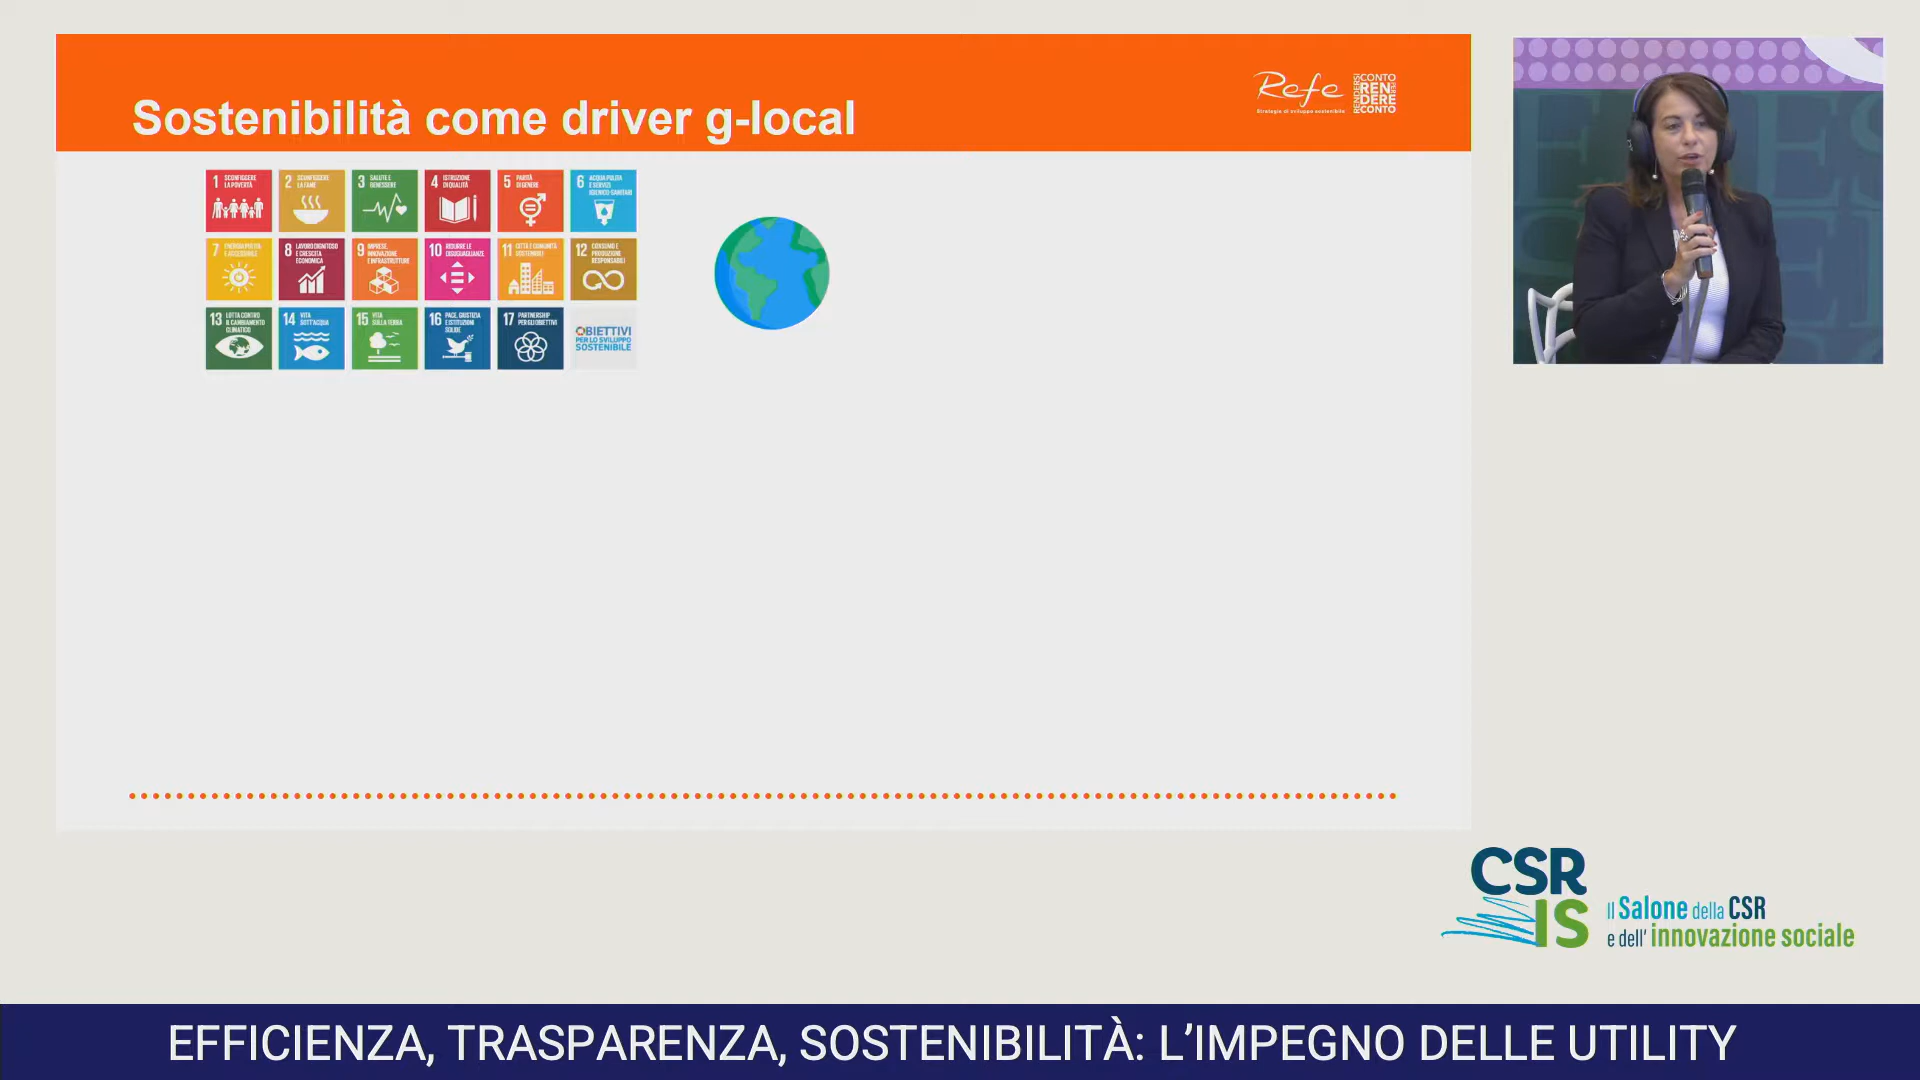 Sostenibilità come driver g-local
Refe
Strategie di sviluppo sostenibile
RENDERSI
CONTO
PER
REN
DERE
CONTO
1 SCONFIGGERE
LA POVERTÀ
2 SCONFIGGERE
LA FAME
3 SALUTE E
BENESSERE
4 ISTRUZIONE
DI QUALITÀ
5 PARITÀ
DI GENERE
6 ACQUA PULITA
E SERVIZI
IGIENICO-SANITARI
7 ENERGIA PULITA
E ACCESSIBILE
8 LAVORO DIGNITOSO
E CRESCITA
ECONOMICA
9 IMPRESE,
INNOVAZIONE
E INFRASTRUTTURE
10 RIDURRE LE
DISUGUAGLIANZE
11 CITTÀ E COMUNITÀ
SOSTENIBILI
12 CONSUMO E
PRODUZIONE
RESPONSABILI
13 LOTTA CONTRO
IL CAMBIAMENTO
CLIMATICO
14 VITA
SOTT'ACQUA
15 VITA
SULLA TERRA
16 PACE, GIUSTIZIA
E ISTITUZIONI
SOLIDE
17 PARTNERSHIP
PER GLI OBIETTIVI
OBIETTIVI
PER LO SVILUPPO
SOSTENIBILE
CSR
IS
Il Salone della CSR
e dell' innovazione sociale
EFFICIENZA, TRASPARENZA, SOSTENIBILITÀ: L’IMPEGNO DELLE UTILITY